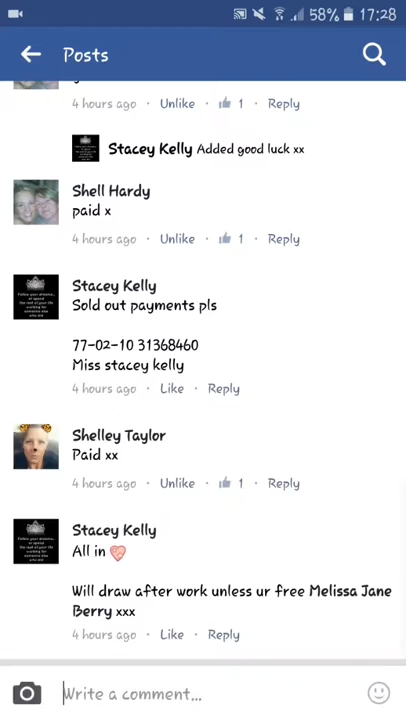 58% 17:28
Posts
4 hours ago · Unlike · 1 · Reply
Stacey Kelly Added good luck xx
Shell Hardy
paid x
4 hours ago · Unlike · 1 · Reply
Stacey Kelly
Sold out payments pls
77-02-10 31368460
Miss stacey kelly
4 hours ago · Like · Reply
Shelley Taylor
Paid xx
4 hours ago · Unlike · 1 · Reply
Stacey Kelly
All in
Will draw after work unless ur free Melissa Jane
Berry xxx
4 hours ago · Like · Reply
Write a comment...